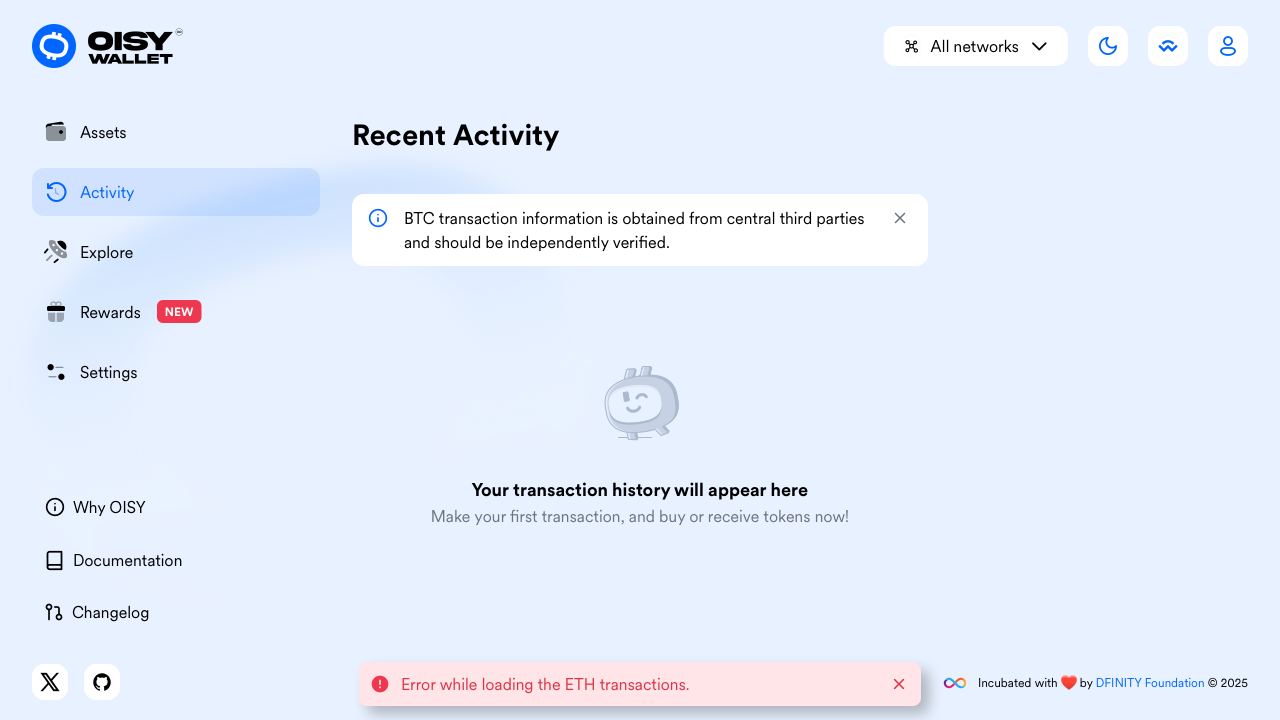 OISY
WALLET
All networks
Assets
Activity
Explore
Rewards NEW
Settings
Why OISY
Documentation
Changelog
Recent Activity
BTC transaction information is obtained from central third parties
and should be independently verified.
Your transaction history will appear here
Make your first transaction, and buy or receive tokens now!
Error while loading the ETH transactions.
Incubated with ❤️ by DFINITY Foundation © 2025